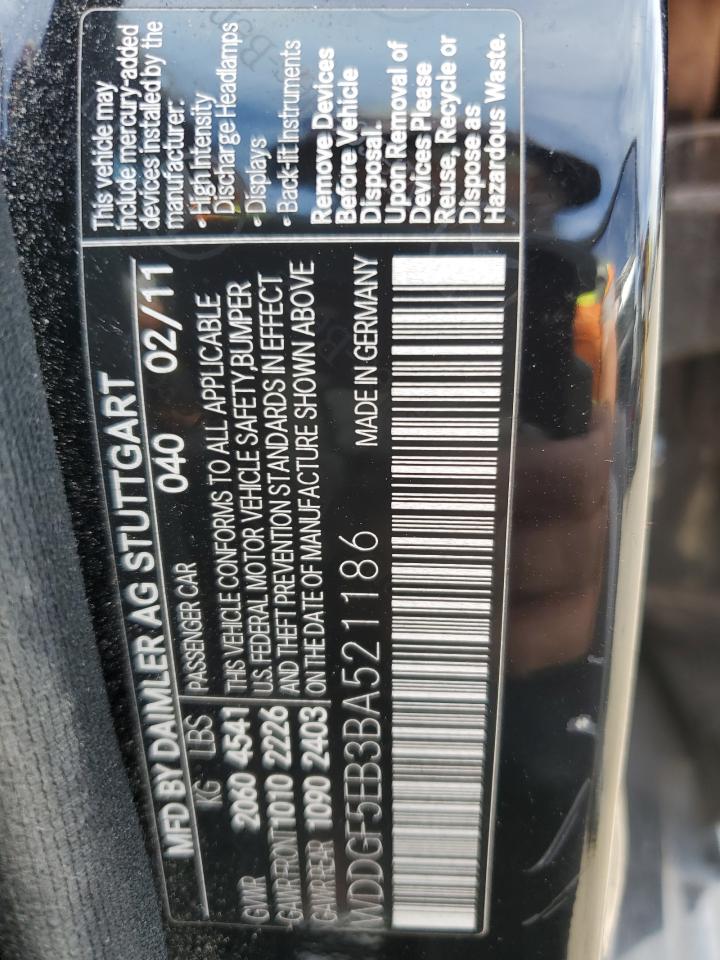 MFD BY DAIMLER AG STUTTGART
KG LBS
040 02/11
PASSENGER CAR
GVWR 2060 4541
GAWR FRONT 1010 2226
GAWR REAR 1090 2403
THIS VEHICLE CONFORMS TO ALL APPLICABLE
U.S. FEDERAL MOTOR VEHICLE SAFETY, BUMPER
AND THEFT PREVENTION STANDARDS IN EFFECT
ON THE DATE OF MANUFACTURE SHOWN ABOVE
WDDGF5EB3BA521186 MADE IN GERMANY
This vehicle may
include mercury-added
devices installed by the
manufacturer:
• High Intensity
Discharge Headlamps
• Displays
• Back-lit Instruments
Remove Devices
Before Vehicle
Disposal.
Upon Removal of
Devices Please
Reuse, Recycle or
Dispose as
Hazardous Waste.